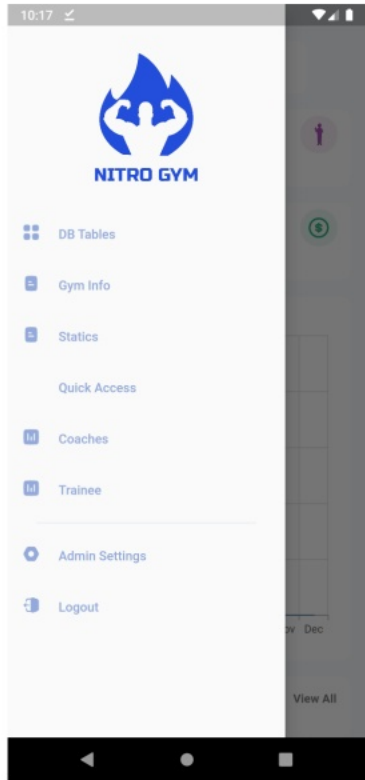 10:17
NITRO GYM
DB Tables
Gym Info
Statics
Quick Access
Coaches
Trainee
Admin Settings
Logout
ov Dec
View All